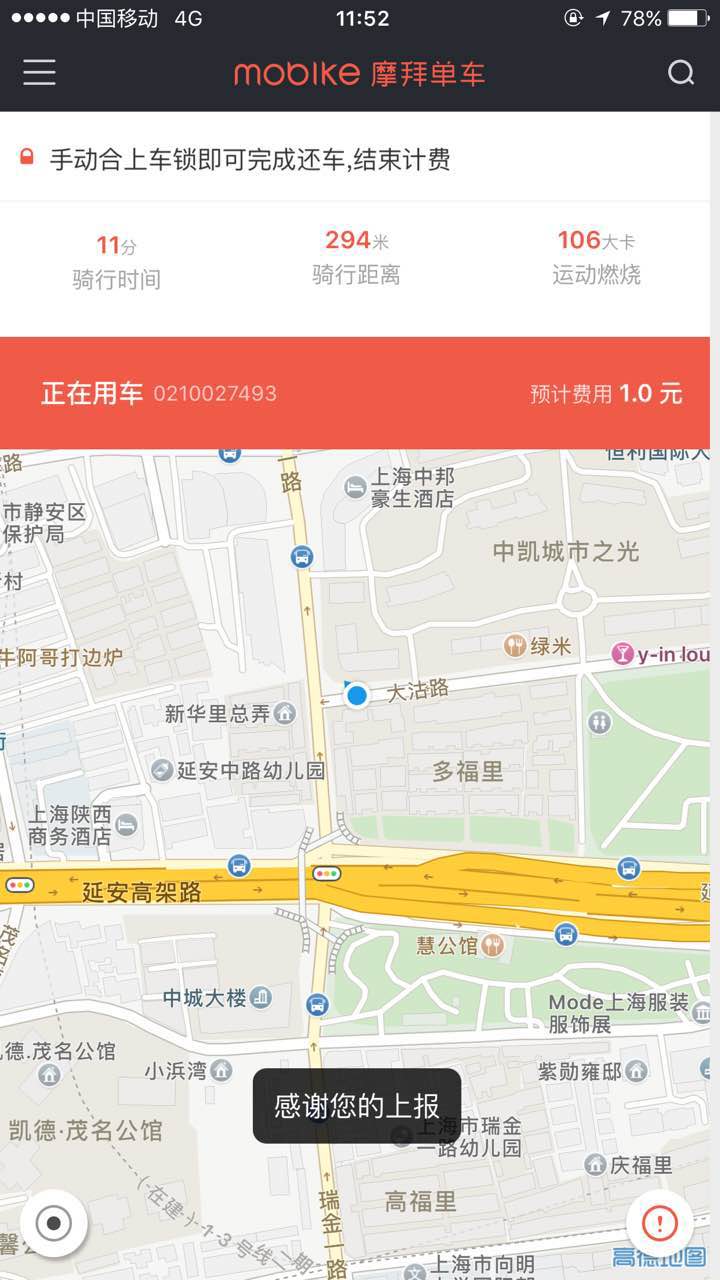 中国移动 4G 11:52 78%
mobike 摩拜单车
手动合上车锁即可完成还车,结束计费
11分 294米 106大卡
骑行时间 骑行距离 运动燃烧
正在用车 0210027493 预计费用 1.0 元
路
一路
上海中邦
豪生酒店
市静安区
保护局
中凯城市之光
村
牛阿哥打边炉
绿米
y-in lou
大沽路
新华里总弄
延安中路幼儿园
多福里
上海陕西
商务酒店
延安高架路
慧公馆
中城大楼
Mode上海服装
服饰展
德.茂名公馆
小浜湾
紫勋雍邸
感谢您的上报
上海市瑞金
一路幼儿园
凯德·茂名公馆
庆福里
(-在建-)-1-3号线二期
瑞金一路
高福里
馨
上海市向明
高德地图